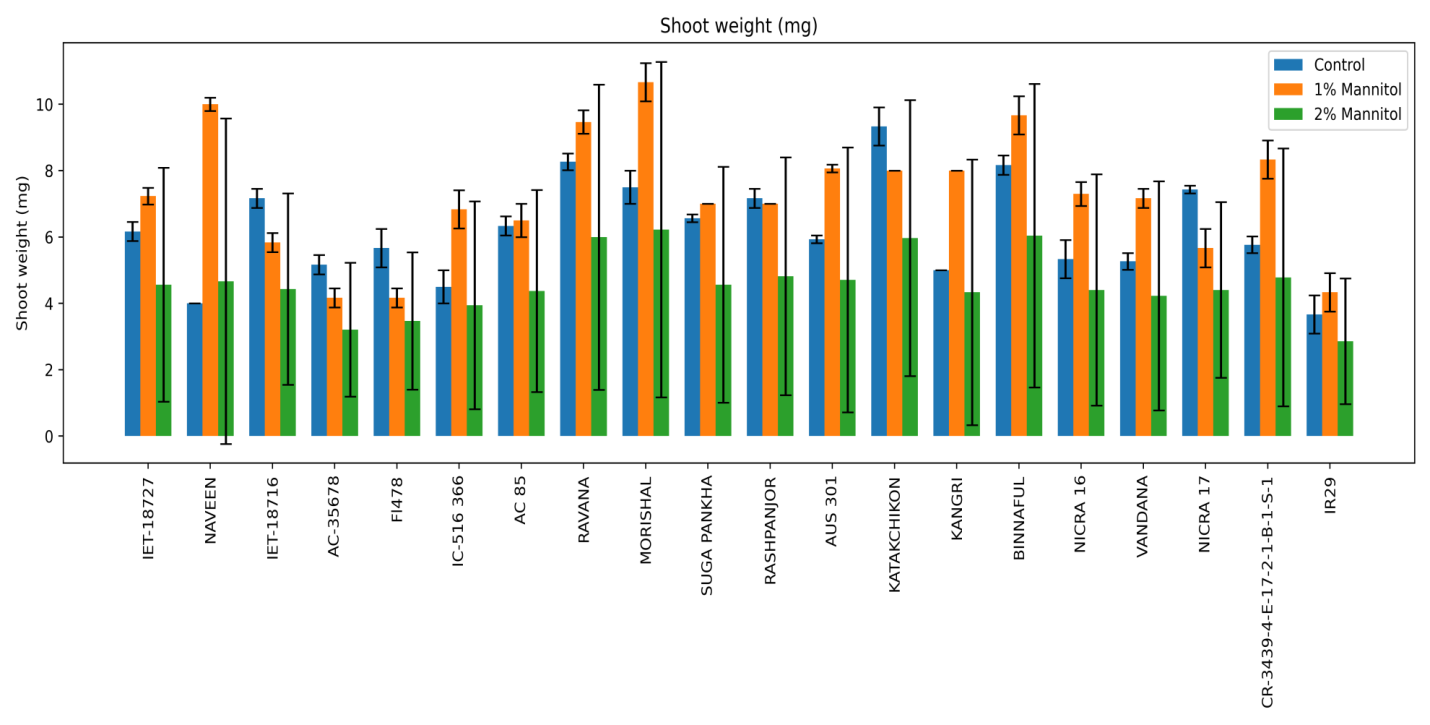 Shoot weight (mg)
Control
1% Mannitol
2% Mannitol
Shoot weight (mg)
10
8
6
4
2
0
IET-18727
NAVEEN
IET-18716
AC-35678
FI478
IC-516 366
AC 85
RAVANA
MORISHAL
SUGA PANKHA
RASHPANJOR
AUS 301
KATAKCHIKON
KANGRI
BINNAFUL
NICRA 16
VANDANA
NICRA 17
CR-3439-4-E-17-2-1-B-1-S-1
IR29